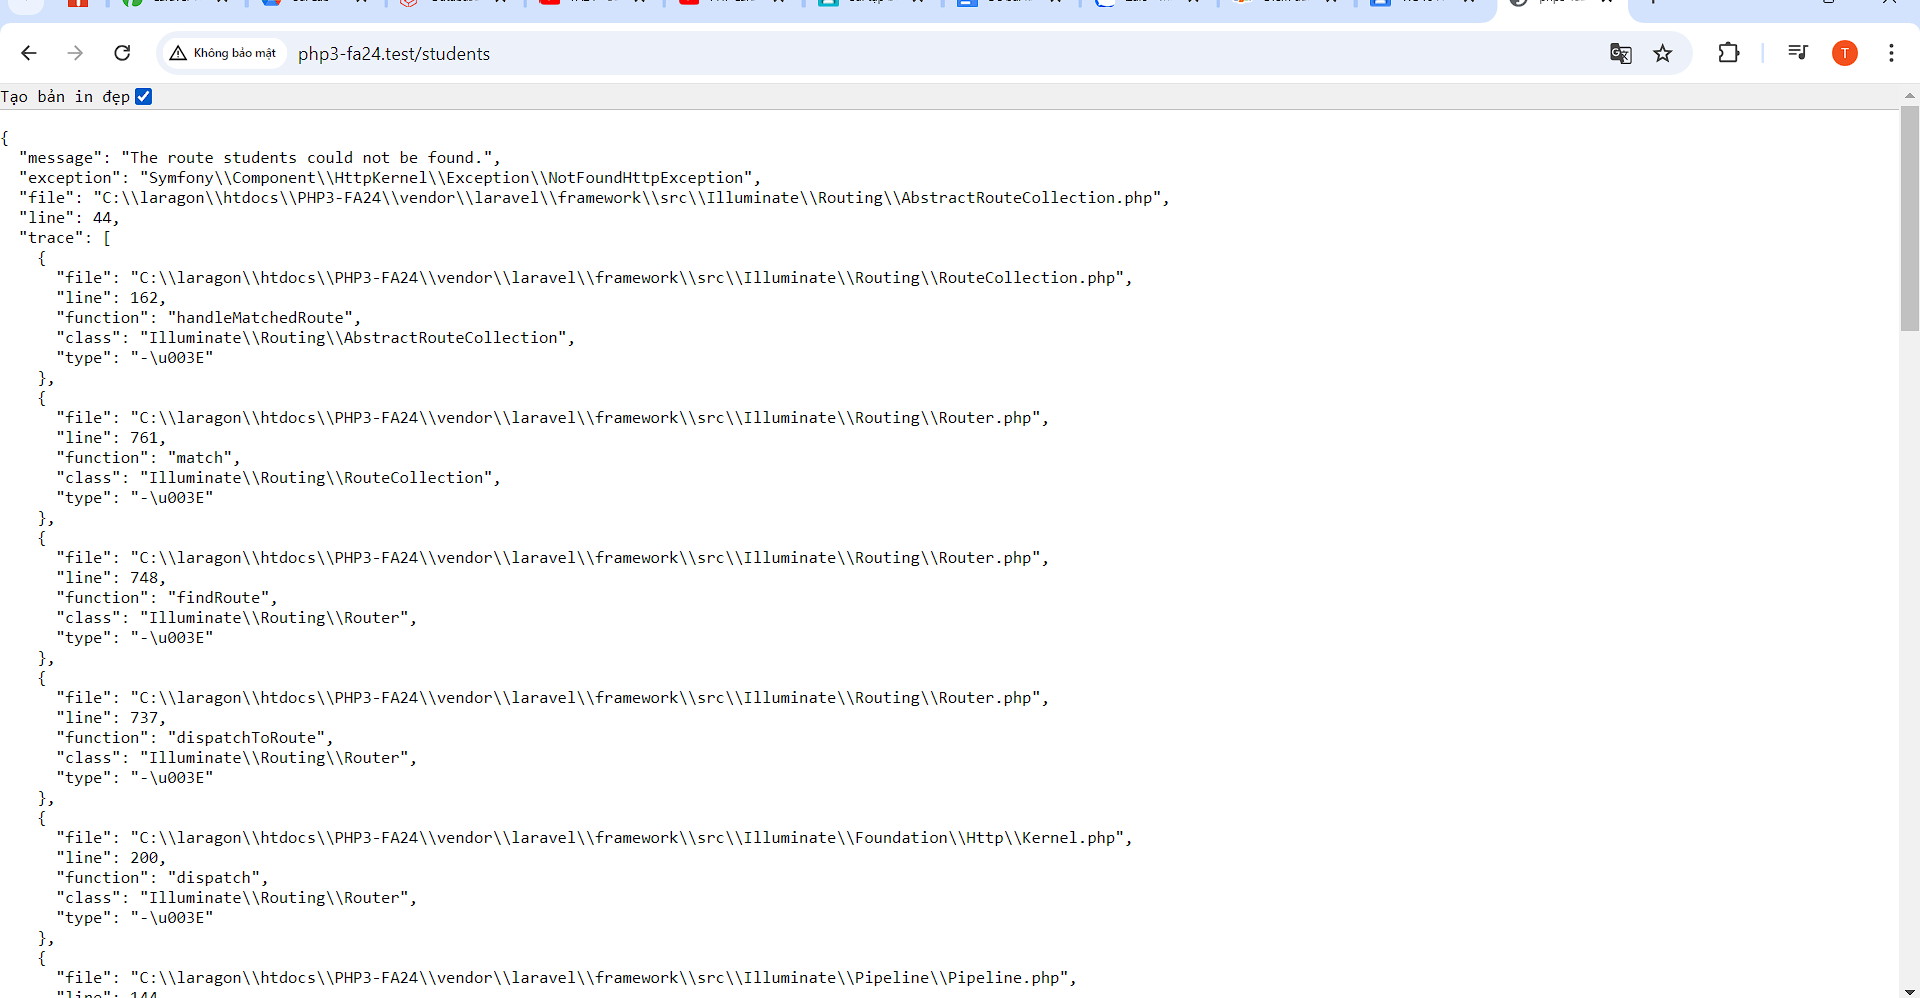 Không bảo mật
php3-fa24.test/students
T
Tạo bản in đẹp
{
"message": "The route students could not be found.",
"exception": "Symfony\\Component\\HttpKernel\\Exception\\NotFoundHttpException",
"file": "C:\\laragon\\htdocs\\PHP3-FA24\\vendor\\laravel\\framework\\src\\Illuminate\\Routing\\AbstractRouteCollection.php",
"line": 44,
"trace": [
{
"file": "C:\\laragon\\htdocs\\PHP3-FA24\\vendor\\laravel\\framework\\src\\Illuminate\\Routing\\RouteCollection.php",
"line": 162,
"function": "handleMatchedRoute",
"class": "Illuminate\\Routing\\AbstractRouteCollection",
"type": "-\u003E"
},
{
"file": "C:\\laragon\\htdocs\\PHP3-FA24\\vendor\\laravel\\framework\\src\\Illuminate\\Routing\\Router.php",
"line": 761,
"function": "match",
"class": "Illuminate\\Routing\\RouteCollection",
"type": "-\u003E"
},
{
"file": "C:\\laragon\\htdocs\\PHP3-FA24\\vendor\\laravel\\framework\\src\\Illuminate\\Routing\\Router.php",
"line": 748,
"function": "findRoute",
"class": "Illuminate\\Routing\\Router",
"type": "-\u003E"
},
{
"file": "C:\\laragon\\htdocs\\PHP3-FA24\\vendor\\laravel\\framework\\src\\Illuminate\\Routing\\Router.php",
"line": 737,
"function": "dispatchToRoute",
"class": "Illuminate\\Routing\\Router",
"type": "-\u003E"
},
{
"file": "C:\\laragon\\htdocs\\PHP3-FA24\\vendor\\laravel\\framework\\src\\Illuminate\\Foundation\\Http\\Kernel.php",
"line": 200,
"function": "dispatch",
"class": "Illuminate\\Routing\\Router",
"type": "-\u003E"
},
{
"file": "C:\\laragon\\htdocs\\PHP3-FA24\\vendor\\laravel\\framework\\src\\Illuminate\\Pipeline\\Pipeline.php",
"line": 144,